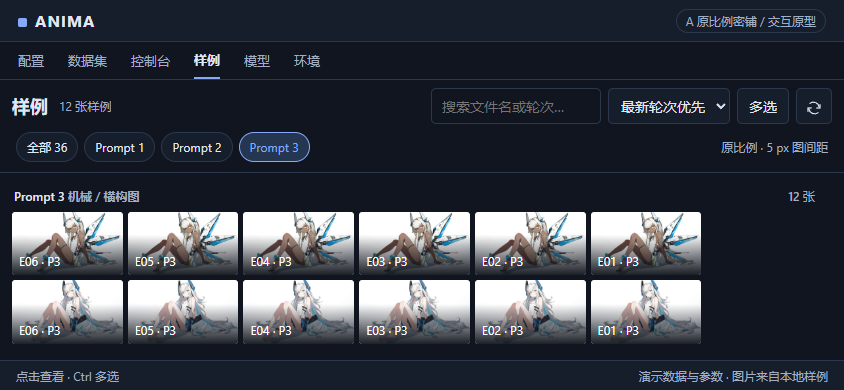 ANIMA
A 原比例密铺 / 交互原型
配置 数据集 控制台 样例 模型 环境
样例 12 张样例 搜索文件名或轮次... 最新轮次优先 多选
全部 36 Prompt 1 Prompt 2 Prompt 3 原比例 · 5 px 图间距
Prompt 3 机械 / 横构图 12 张
E06 · P3 E05 · P3 E04 · P3 E03 · P3 E02 · P3 E01 · P3
E06 · P3 E05 · P3 E04 · P3 E03 · P3 E02 · P3 E01 · P3
点击查看 · Ctrl 多选 演示数据与参数 · 图片来自本地样例